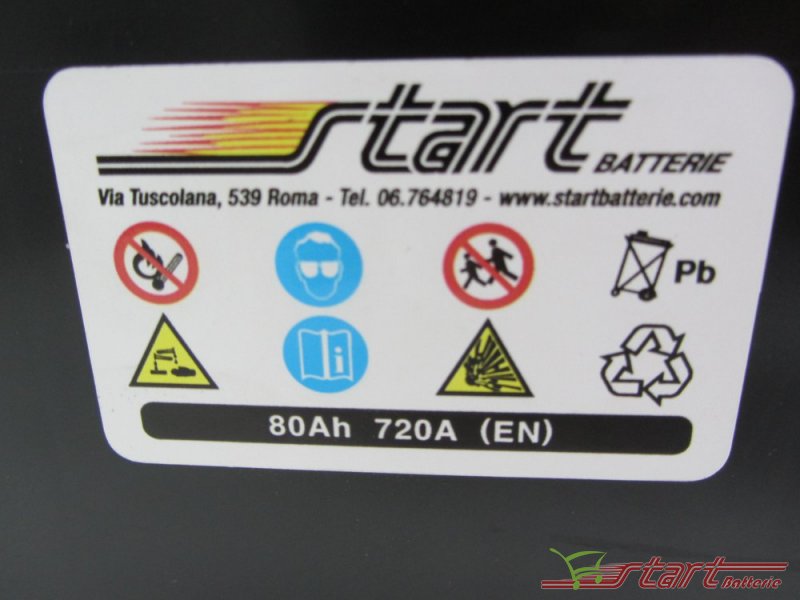 start BATTERIE
Via Tuscolana, 539 Roma - Tel. 06.764819 - www.startbatterie.com
Pb
i
80Ah 720A (EN)
start Batterie